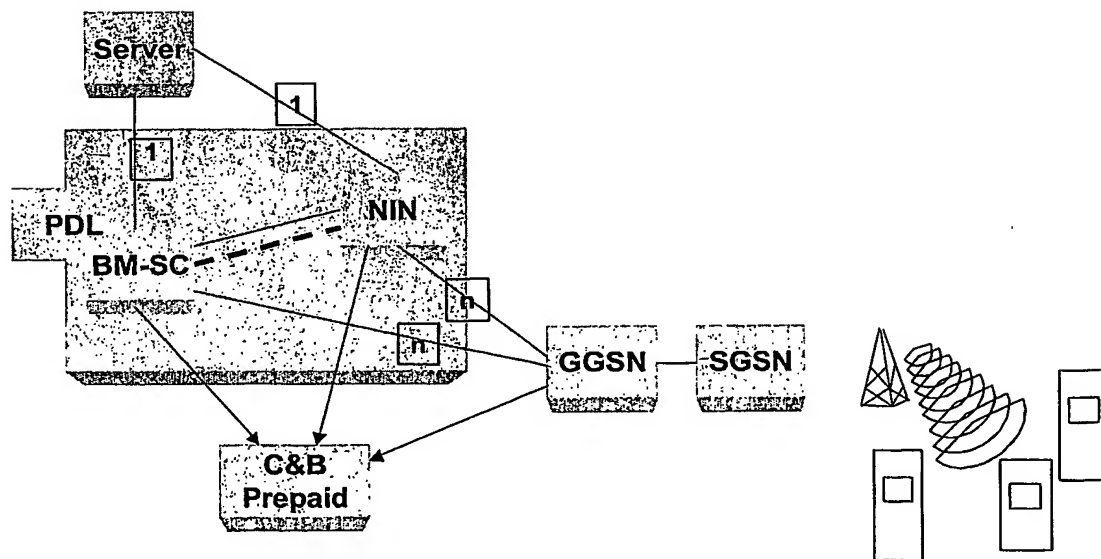 Server
1
1
PDL
NIN
BM-SC
n
n
GGSN
SGSN
C&B
Prepaid